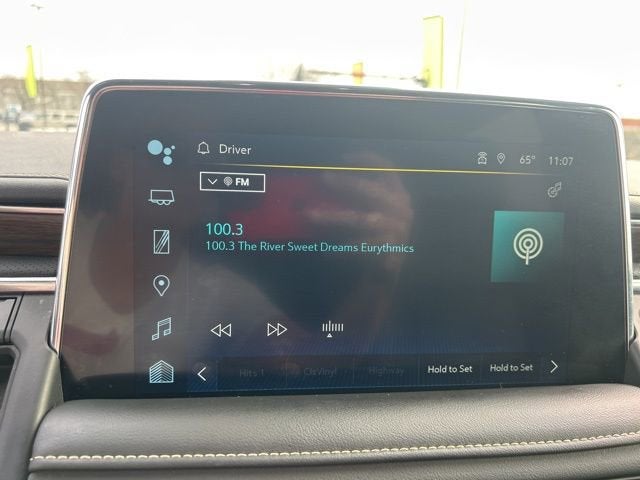 Driver
65° 11:07
FM
100.3
100.3 The River Sweet Dreams Eurythmics
Hits 1 ClsVinyl Highway Hold to Set Hold to Set